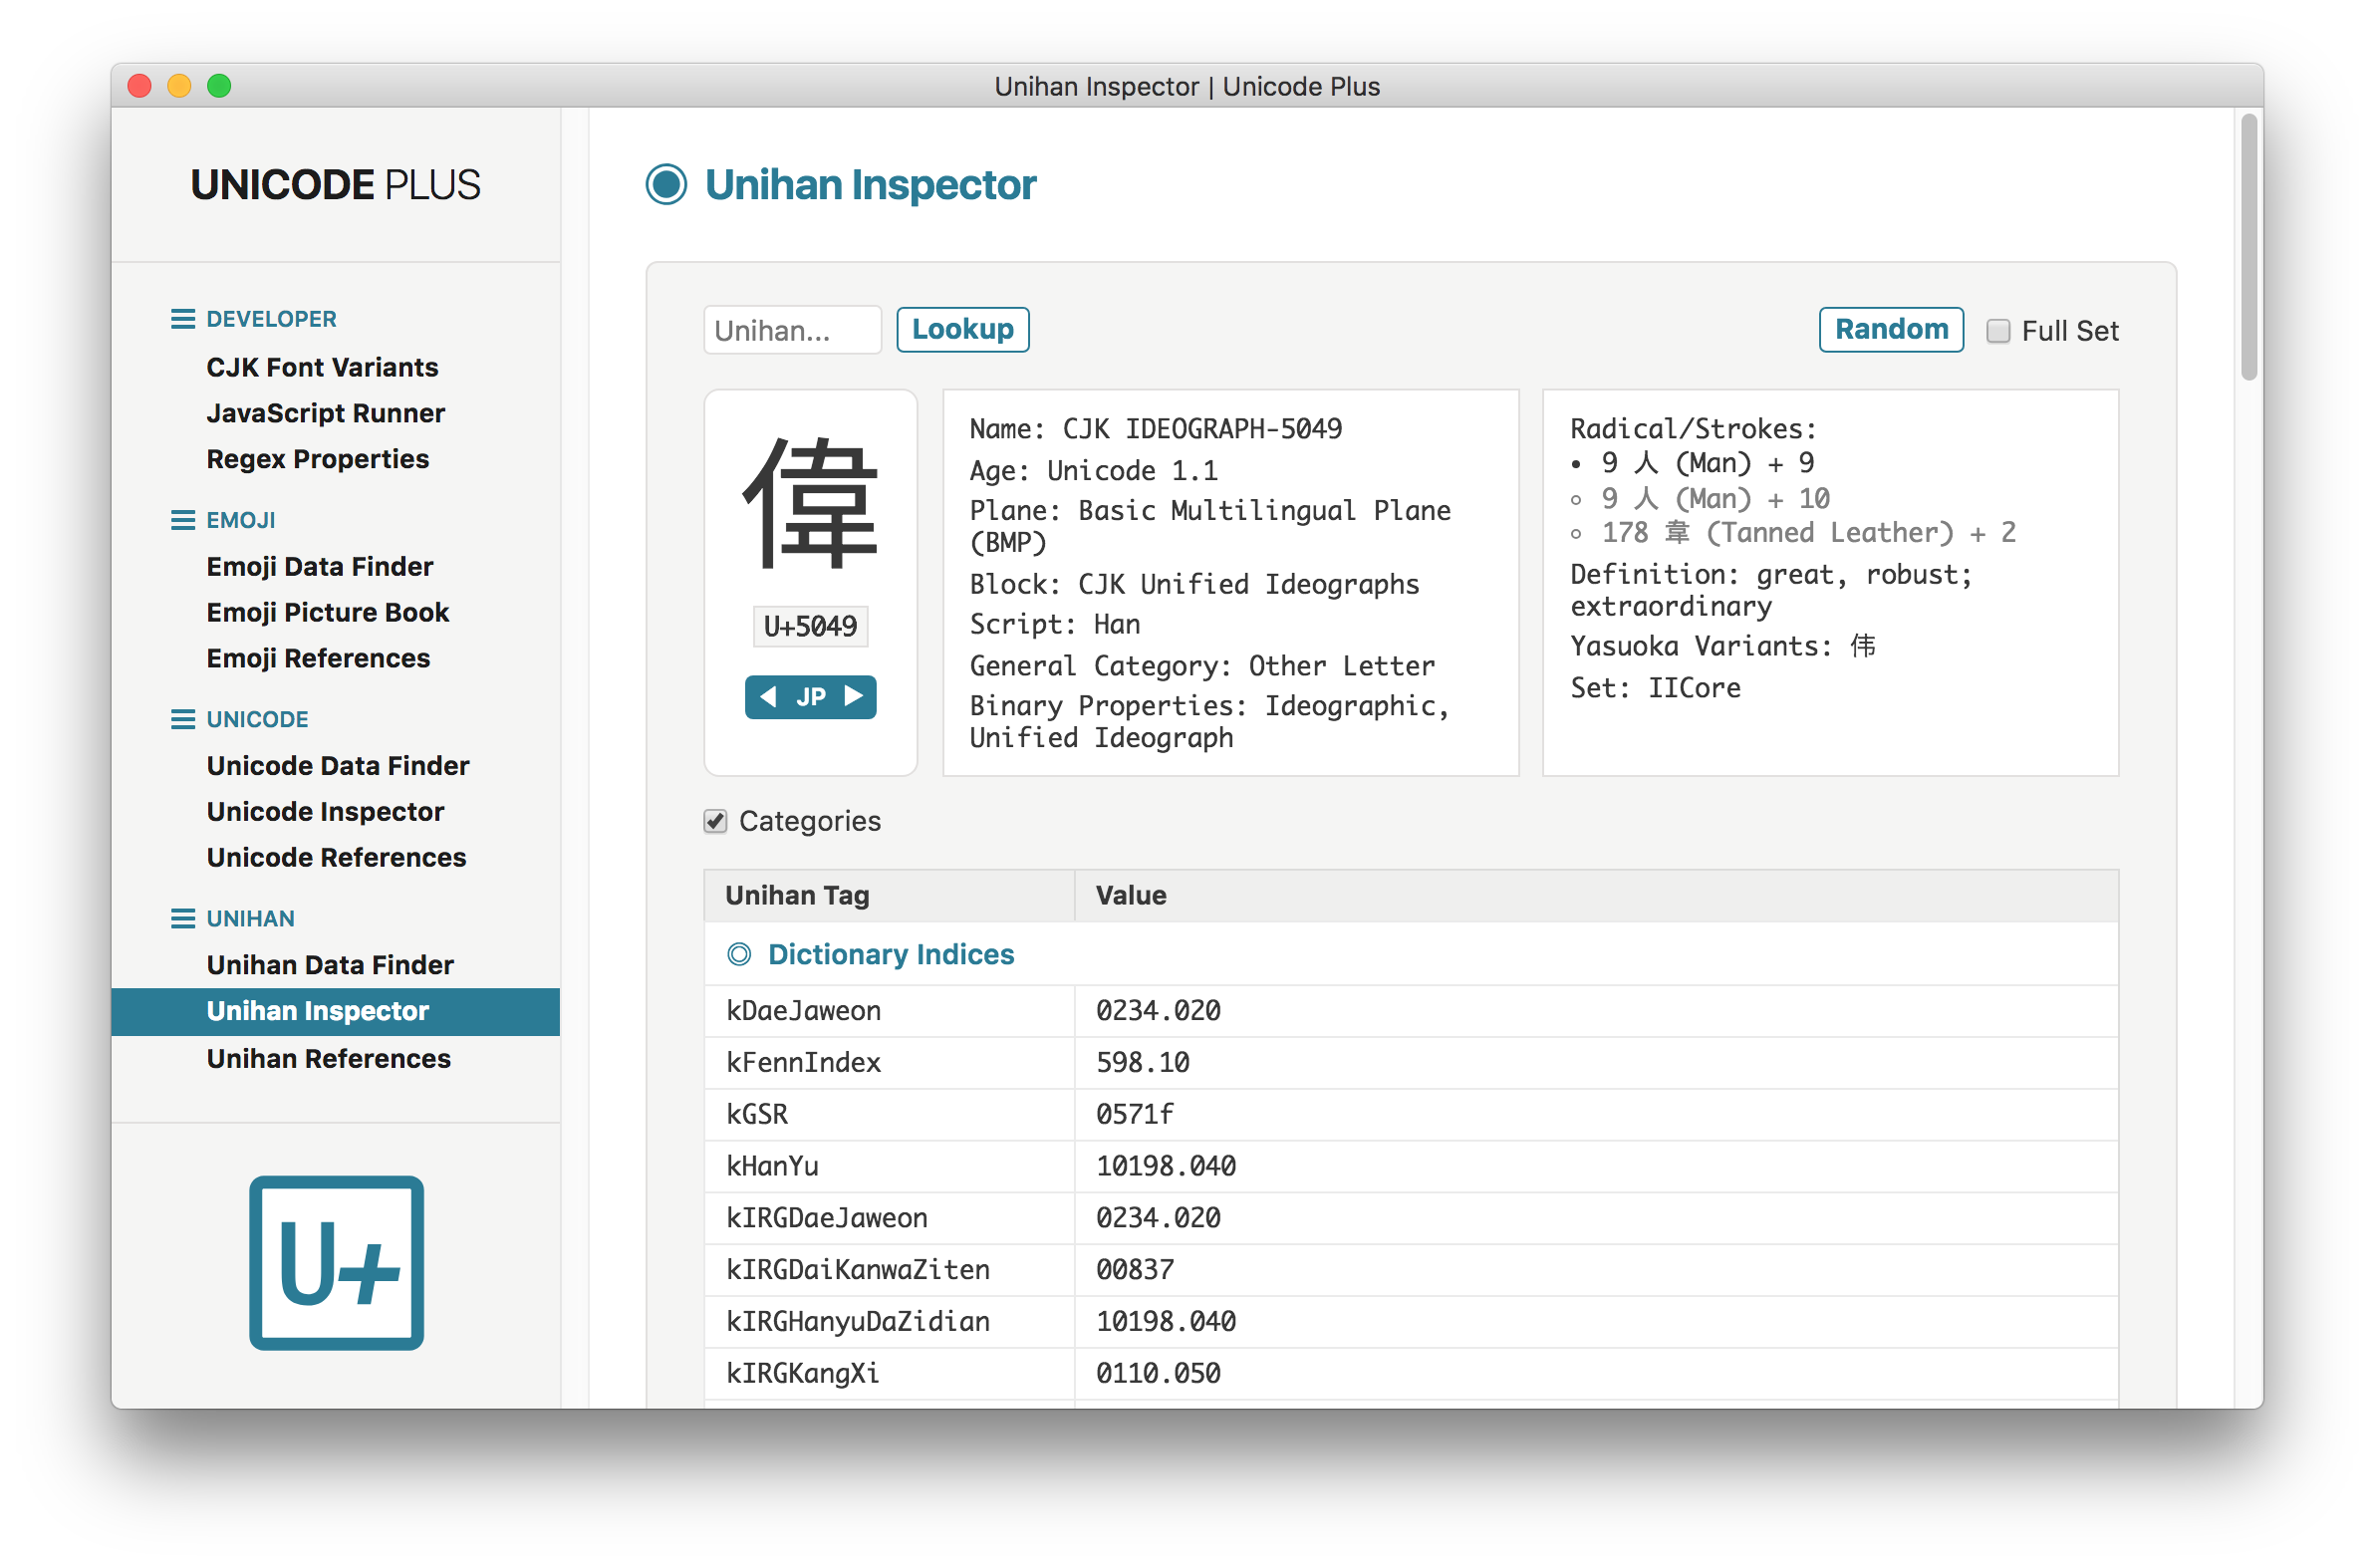 Unihan Inspector | Unicode Plus
UNICODE PLUS
DEVELOPER
CJK Font Variants
JavaScript Runner
Regex Properties
EMOJI
Emoji Data Finder
Emoji Picture Book
Emoji References
UNICODE
Unicode Data Finder
Unicode Inspector
Unicode References
UNIHAN
Unihan Data Finder
Unihan Inspector
Unihan References
U+
Unihan Inspector
Unihan... Lookup Random Full Set
偉
U+5049
JP
Name: CJK IDEOGRAPH-5049
Age: Unicode 1.1
Plane: Basic Multilingual Plane
(BMP)
Block: CJK Unified Ideographs
Script: Han
General Category: Other Letter
Binary Properties: Ideographic,
Unified Ideograph
Radical/Strokes:
• 9 人 (Man) + 9
◦ 9 人 (Man) + 10
◦ 178 韋 (Tanned Leather) + 2
Definition: great, robust;
extraordinary
Yasuoka Variants: 伟
Set: IICore
Categories
Unihan Tag Value
Dictionary Indices
kDaeJaweon 0234.020
kFennIndex 598.10
kGSR 0571f
kHanYu 10198.040
kIRGDaeJaweon 0234.020
kIRGDaiKanwaZiten 00837
kIRGHanyuDaZidian 10198.040
kIRGKangXi 0110.050